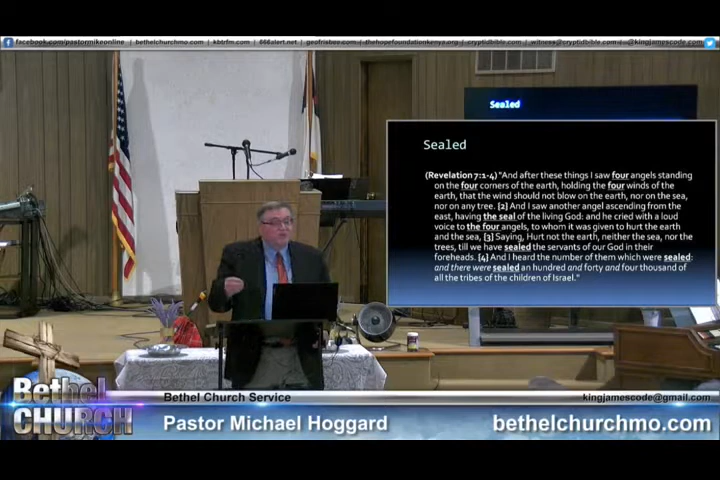 facebook.com/pastormikeonline | bethelchurchmo.com | kbtrfm.com | 666alert.net | geofrisbee.com | thehopefoundationkenya.org | crypticbible.com | witness@crypticbible.com | @kingjamescode.com |
Sealed
Sealed
(Revelation 7:1-4) "And after these things I saw four angels standing
on the four corners of the earth, holding the four winds of the
earth, that the wind should not blow on the earth, nor on the sea,
nor on any tree. [2] And I saw another angel ascending from the
east, having the seal of the living God: and he cried with a loud
voice to the four angels, to whom it was given to hurt the earth
and the sea, [3] Saying, Hurt not the earth, neither the sea, nor the
trees, till we have sealed the servants of our God in their
foreheads. [4] And I heard the number of them which were sealed:
and there were sealed an hundred and forty and four thousand of
all the tribes of the children of Israel."
Bethel
CHURCH
Bethel Church Service
kingjamescode@gmail.com
Pastor Michael Hoggard
bethelchurchmo.com